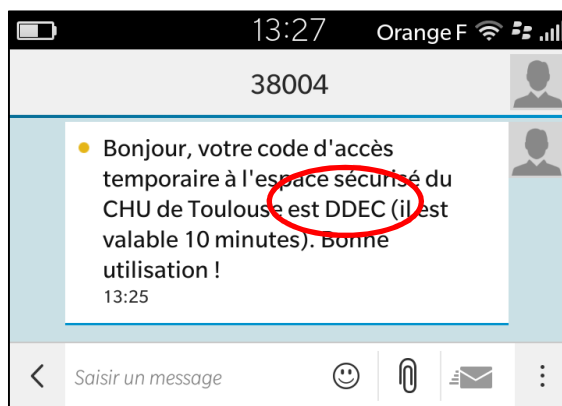 13:27 Orange F
38004
Bonjour, votre code d'accès
temporaire à l'espace sécurisé du
CHU de Toulouse est DDEC (il est
valable 10 minutes). Bonne
utilisation !
13:25
Saisir un message